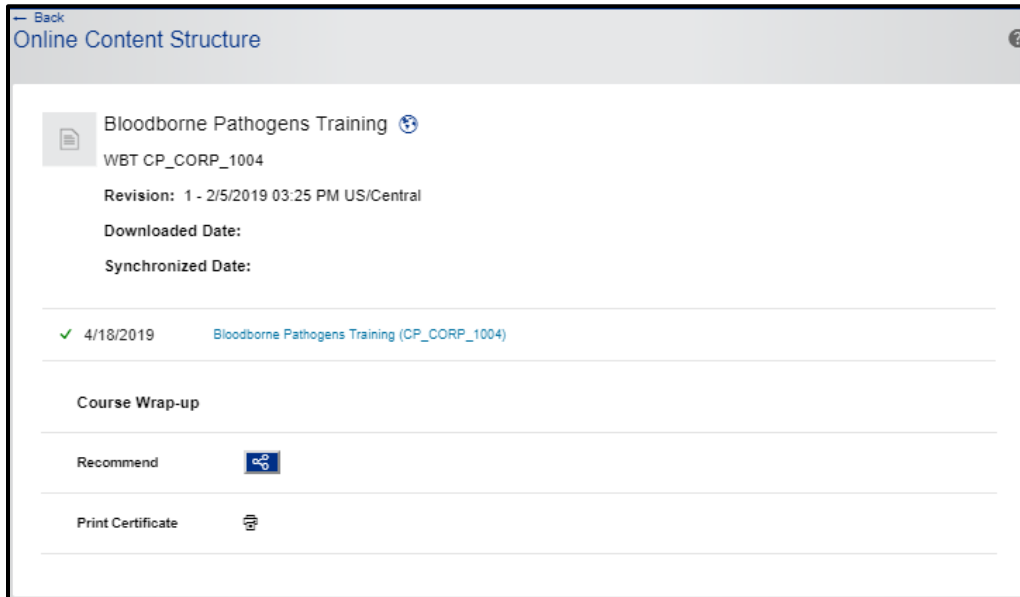 ← Back
Online Content Structure
Bloodborne Pathogens Training
WBT CP_CORP_1004
Revision: 1 - 2/5/2019 03:25 PM US/Central
Downloaded Date:
Synchronized Date:
4/18/2019 Bloodborne Pathogens Training (CP_CORP_1004)
Course Wrap-up
Recommend
Print Certificate